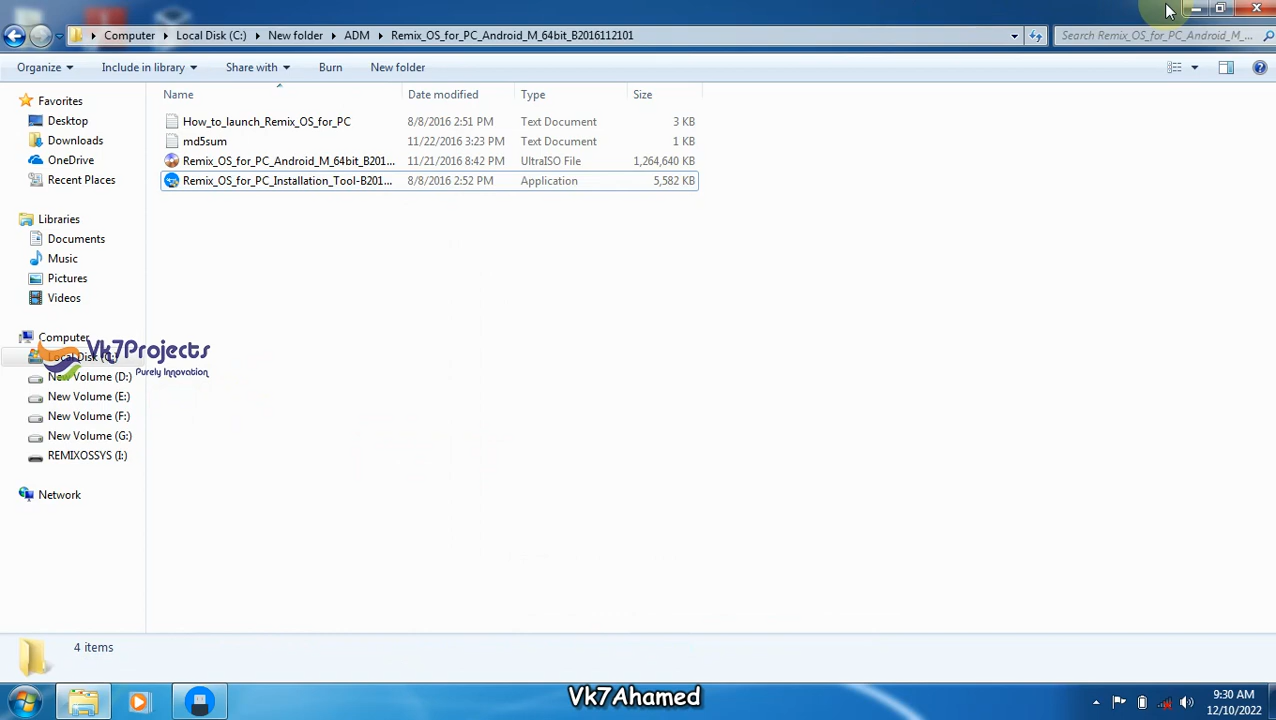 Computer Local Disk (C:) New folder ADM Remix_OS_for_PC_Android_M_64bit_B2016112101 Search Remix_OS_for_PC_Android_M_...
Organize Include in library Share with Burn New folder
Name Date modified Type Size
Favorites
Desktop
Downloads
OneDrive
Recent Places
Libraries
Documents
Music
Pictures
Videos
Computer
Local Disk (C:)
New Volume (D:)
New Volume (E:)
New Volume (F:)
New Volume (G:)
REMIXOSSYS (I:)
Network
How_to_launch_Remix_OS_for_PC 8/8/2016 2:51 PM Text Document 3 KB
md5sum 11/22/2016 3:23 PM Text Document 1 KB
Remix_OS_for_PC_Android_M_64bit_B201... 11/21/2016 8:42 PM UltraISO File 1,264,640 KB
Remix_OS_for_PC_Installation_Tool-B201... 8/8/2016 2:52 PM Application 5,582 KB
Vk7Projects
Purely Innovation
4 items
Vk7Ahamed
9:30 AM
12/10/2022